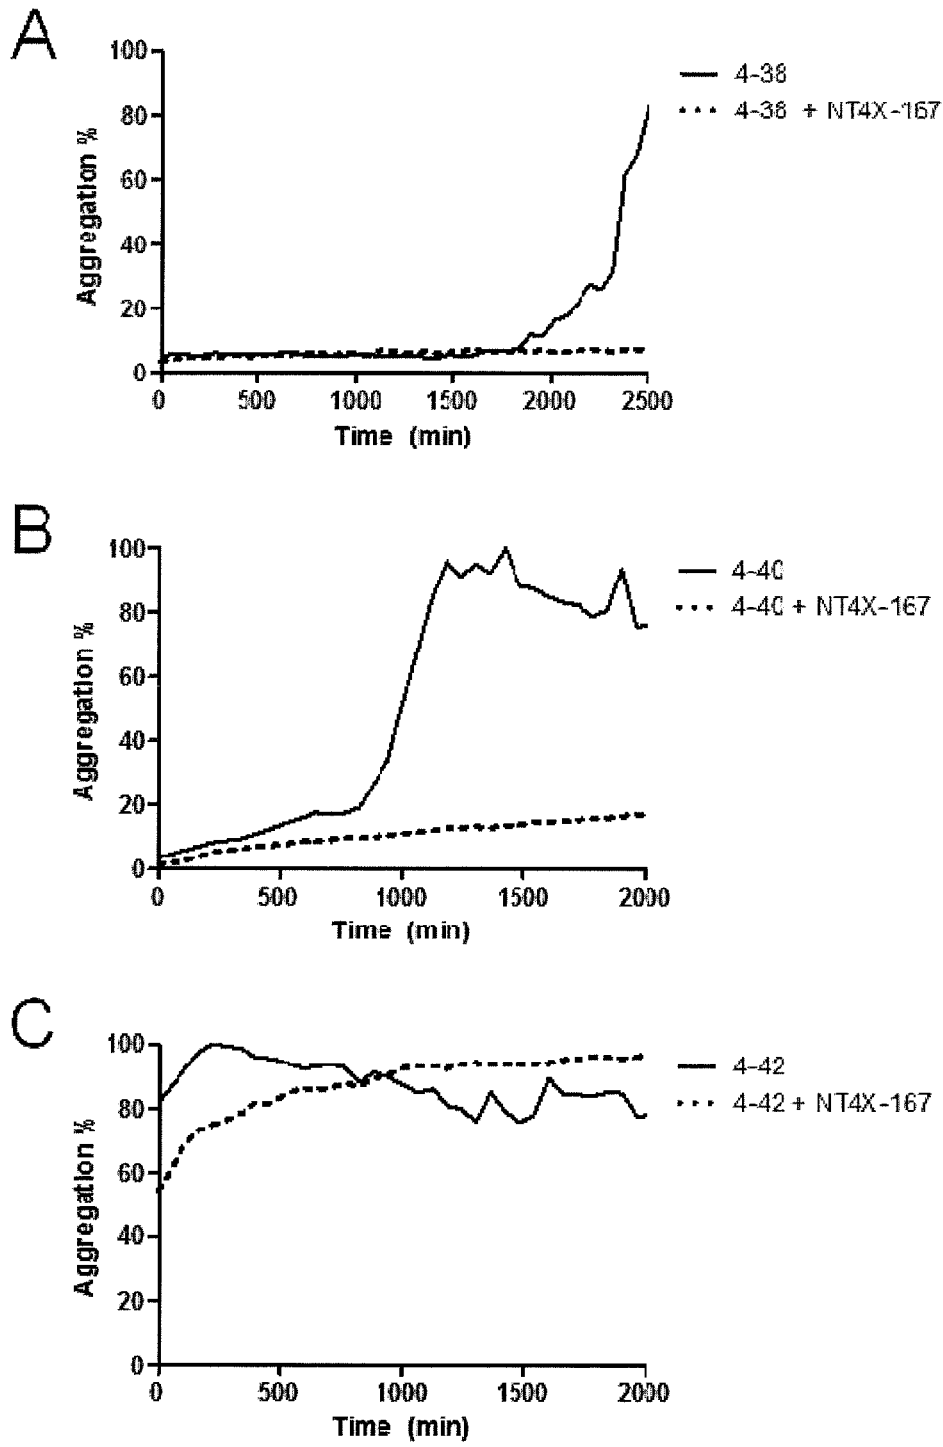 A
100
80
60
40
20
0
Aggregation %
0 500 1000 1500 2000 2500
Time (min)
4-38
4-38 + NT4X-167
B
100
80
60
40
20
0
Aggregation %
0 500 1000 1500 2000
Time (min)
4-40
4-40 + NT4X-167
C
100
80
60
40
20
0
Aggregation %
0 500 1000 1500 2000
Time (min)
4-42
4-42 + NT4X-167